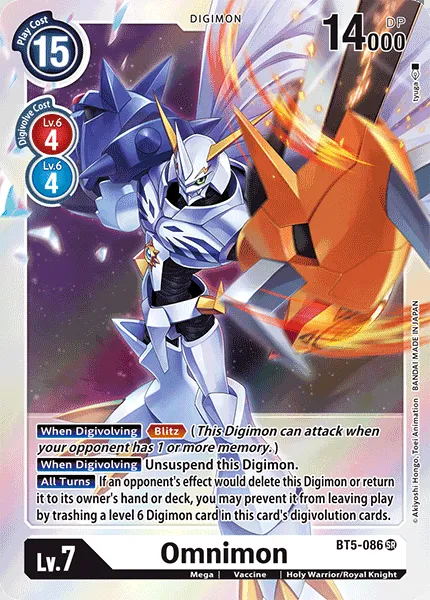 DIGIMON
Play Cost
15
DP
14000
Digivolve Cost
Lv.6
4
Lv.6
4
Iyuga
When Digivolving Blitz (This Digimon can attack when
your opponent has 1 or more memory.)
When Digivolving Unsuspend this Digimon.
All Turns If an opponent's effect would delete this Digimon or return
it to its owner's hand or deck, you may prevent it from leaving play
by trashing a level 6 Digimon card in this card's digivolution cards.
©Akiyoshi Hongo, Toei Animation BANDAI MADE IN JAPAN
Lv.7
Omnimon
BT5-086 SR
Mega | Vaccine | Holy Warrior/Royal Knight